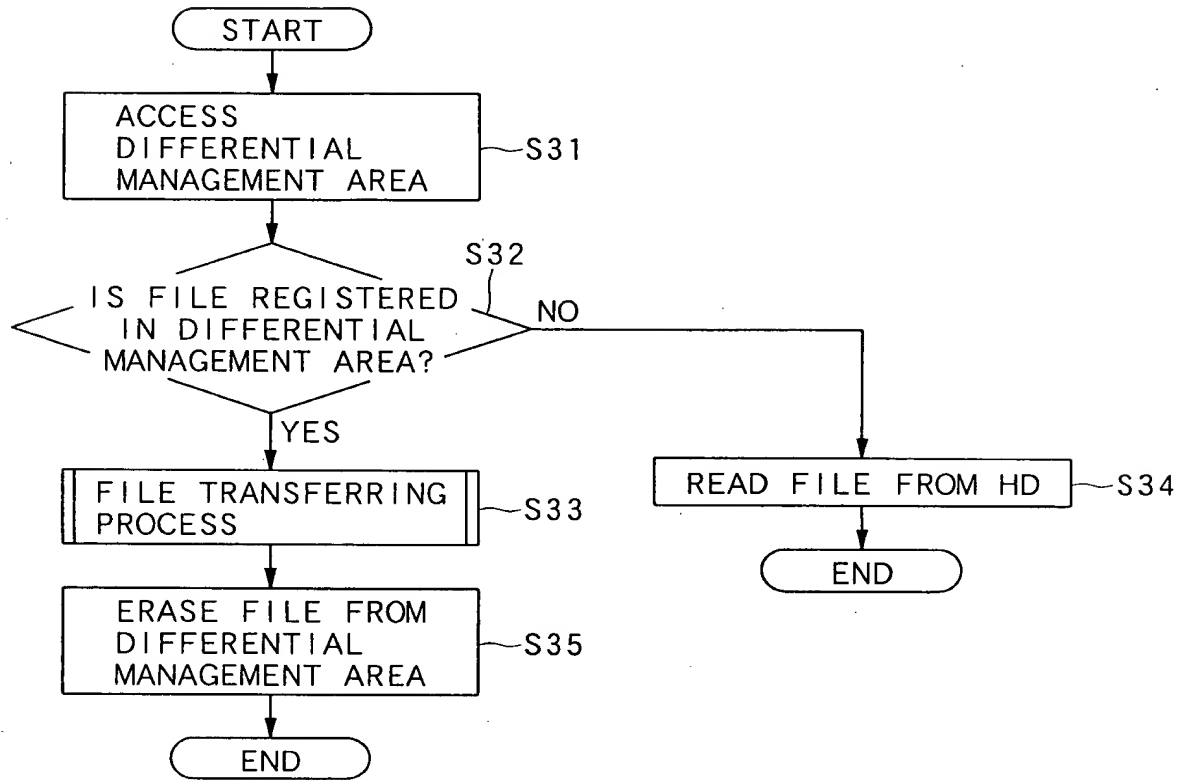 START
ACCESS
DIFFERENTIAL
MANAGEMENT AREA
S31
S32
IS FILE REGISTERED
IN DIFFERENTIAL
MANAGEMENT AREA?
NO
YES
FILE TRANSFERRING
PROCESS
S33
READ FILE FROM HD
S34
END
ERASE FILE FROM
DIFFERENTIAL
MANAGEMENT AREA
S35
END